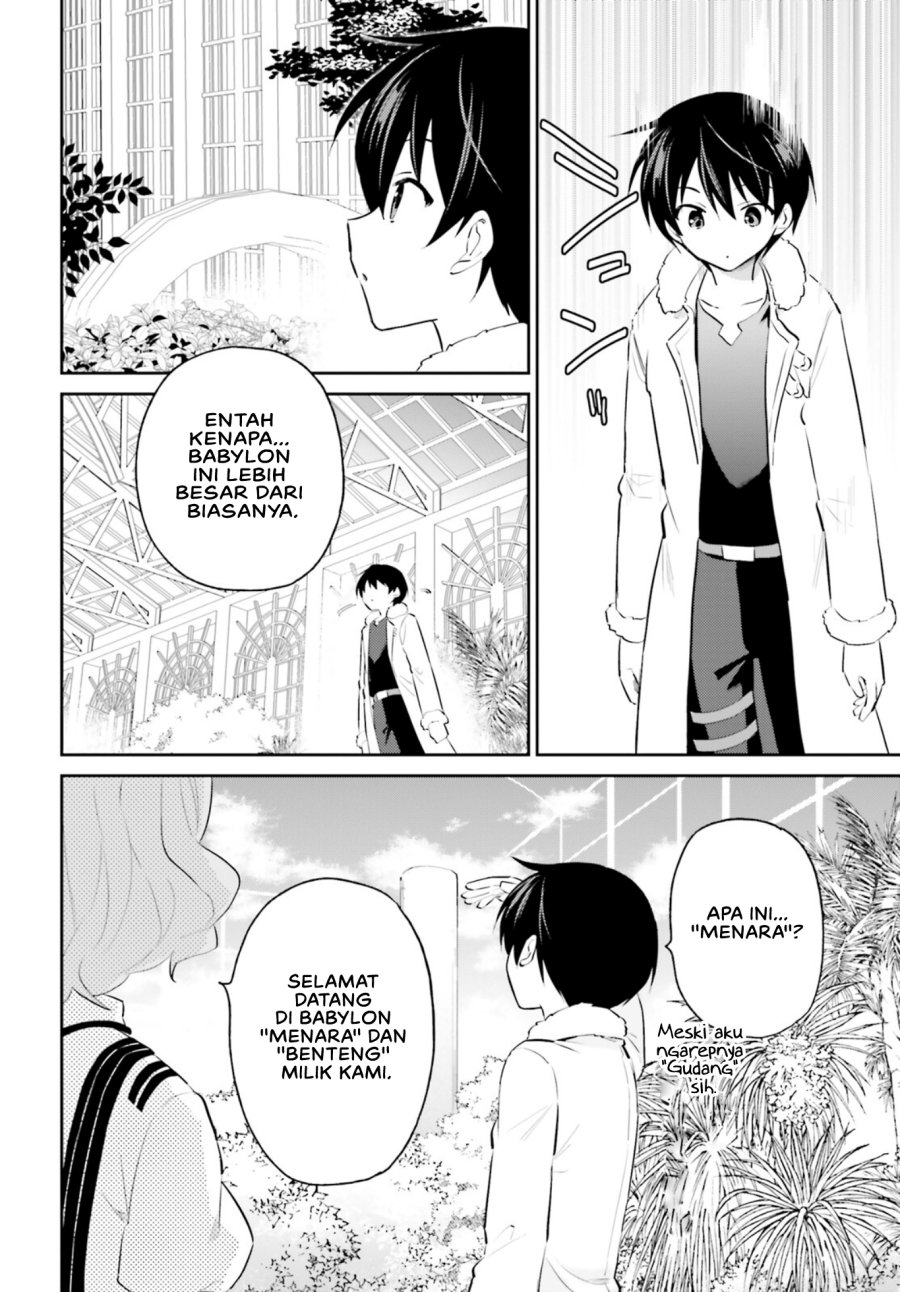 ENTAH
KENAPA...
BABYLON
INI LEBIH
BESAR DARI
BIASANYA.
APA INI...
"MENARA"?
Meski aku
ngarepnya
"Gudang"
sih.
SELAMAT
DATANG
DI BABYLON
"MENARA" DAN
"BENTENG"
MILIK KAMI.